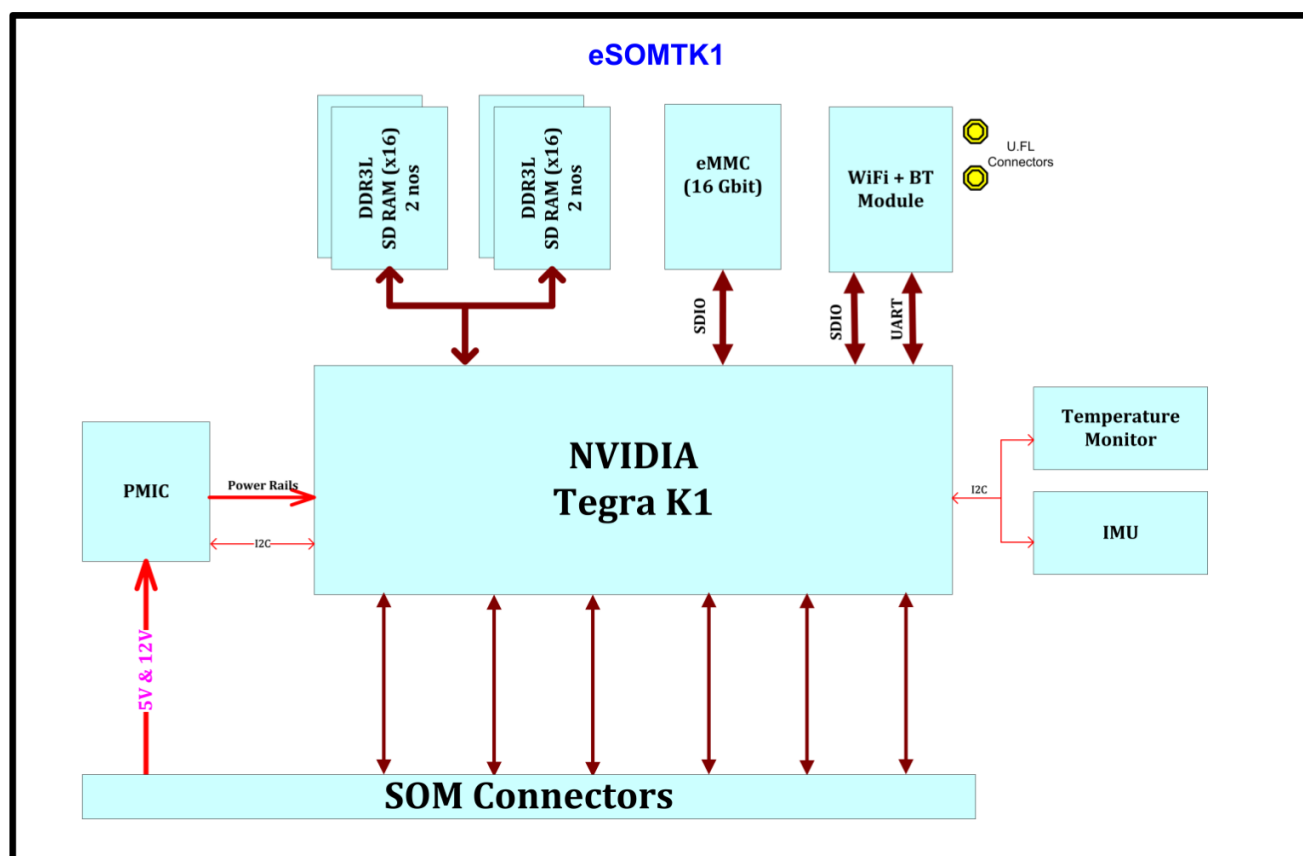 eSOMTK1
DDR3L
SD RAM (x16)
2 nos
DDR3L
SD RAM (x16)
2 nos
eMMC
(16 Gbit)
WiFi + BT
Module
U.FL
Connectors
SDIO
SDIO
UART
NVIDIA
Tegra K1
PMIC
Power Rails
I2C
I2C
Temperature
Monitor
IMU
5V & 12V
SOM Connectors